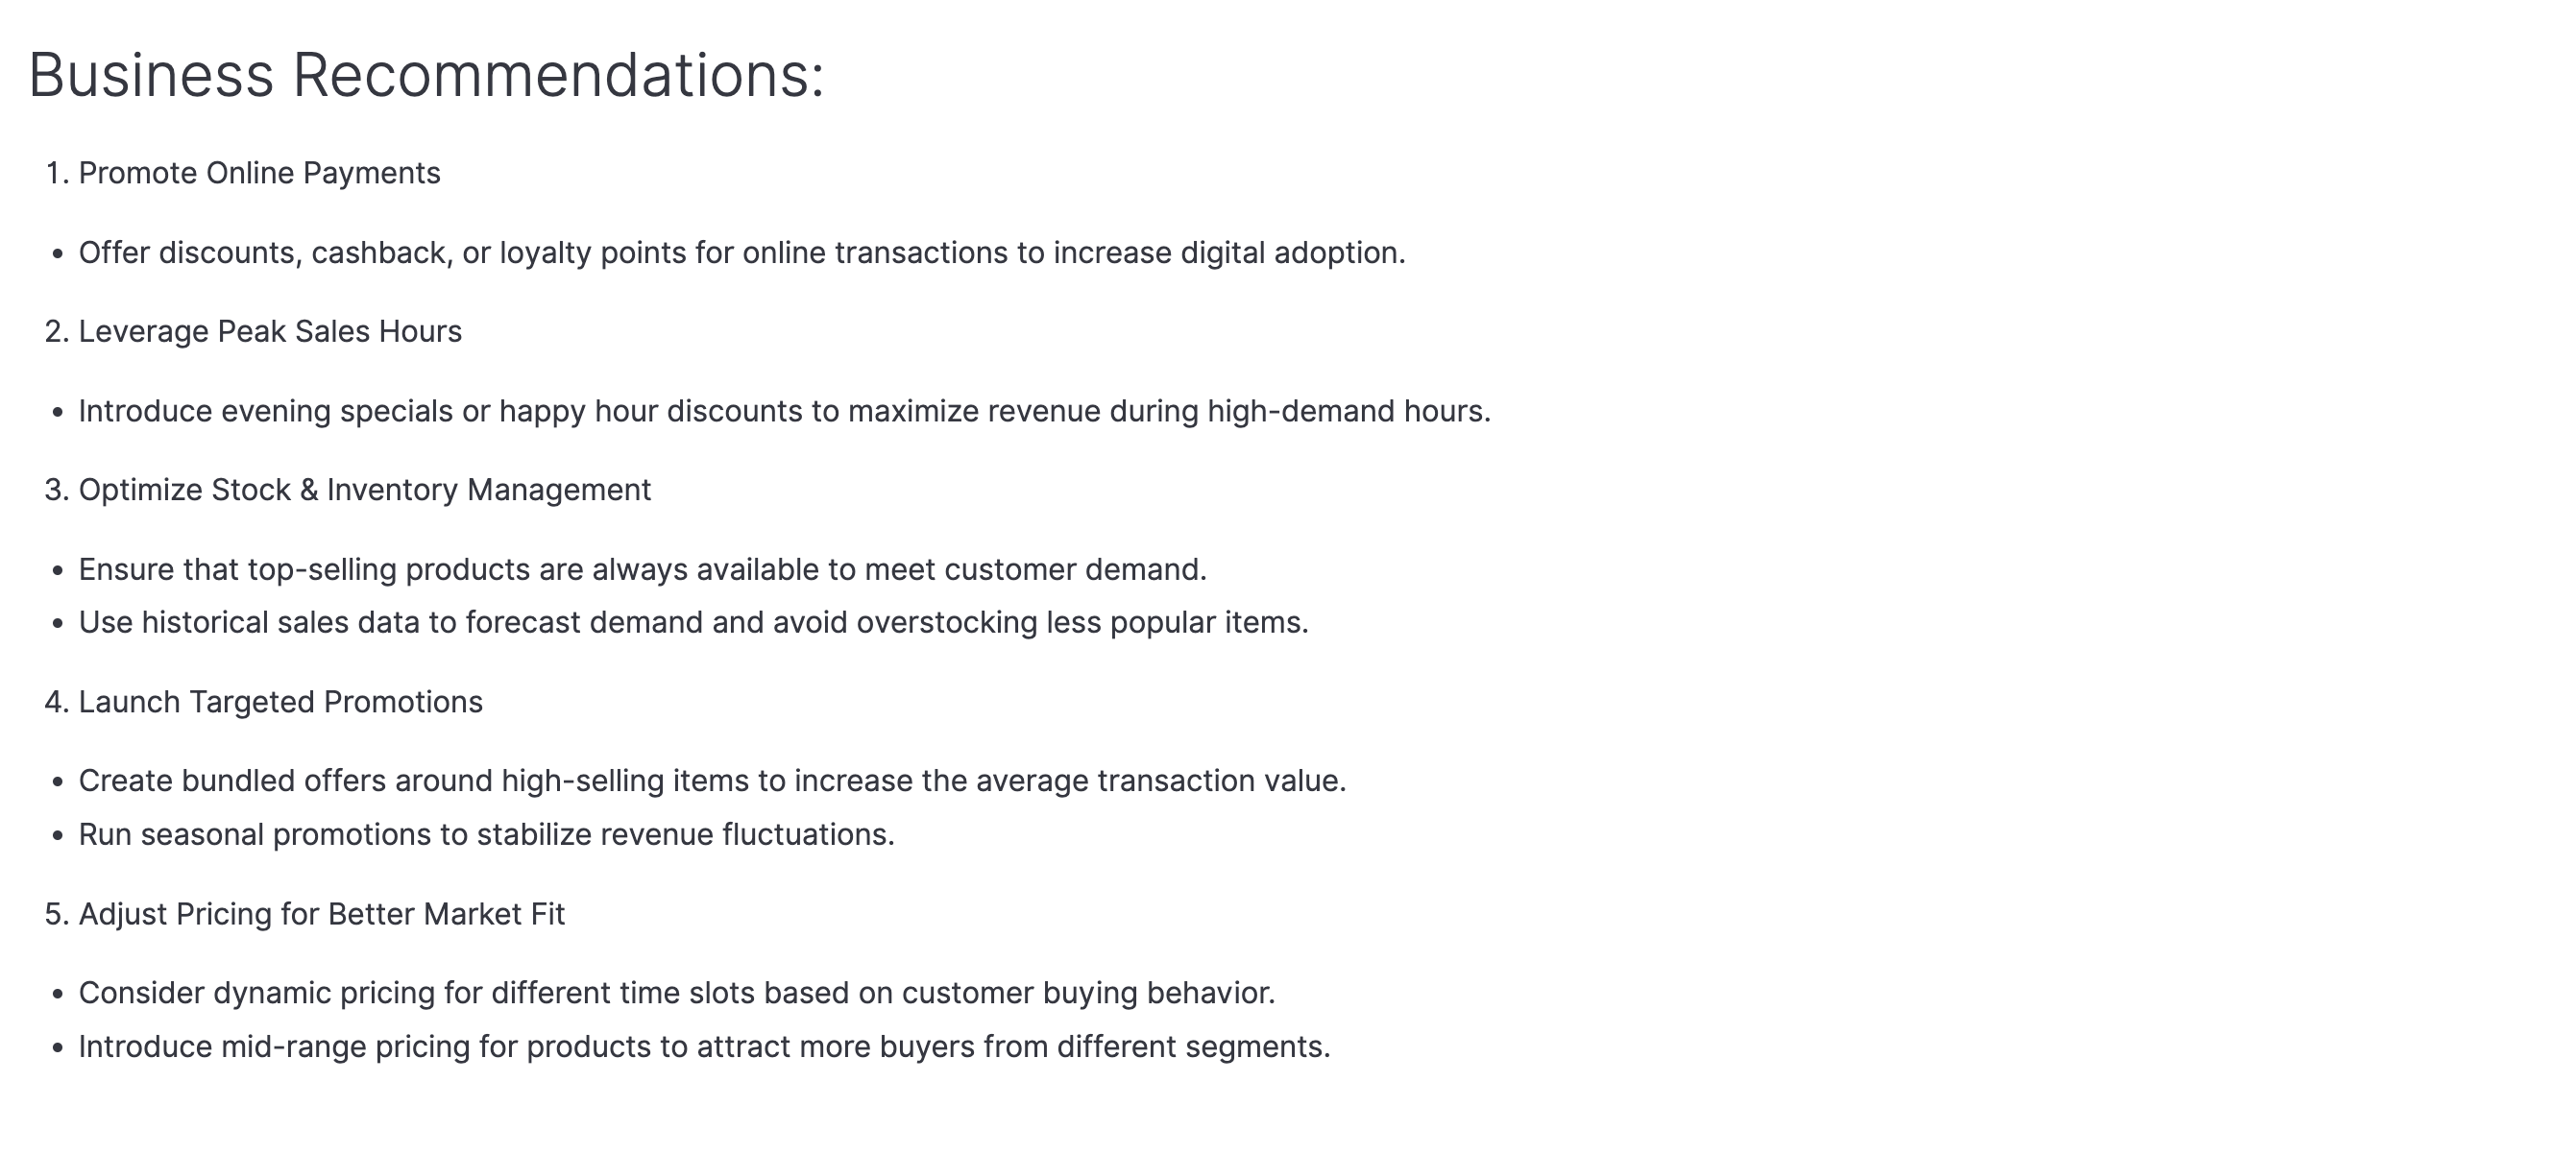 Business Recommendations:
1. Promote Online Payments
• Offer discounts, cashback, or loyalty points for online transactions to increase digital adoption.
2. Leverage Peak Sales Hours
• Introduce evening specials or happy hour discounts to maximize revenue during high-demand hours.
3. Optimize Stock & Inventory Management
• Ensure that top-selling products are always available to meet customer demand.
• Use historical sales data to forecast demand and avoid overstocking less popular items.
4. Launch Targeted Promotions
• Create bundled offers around high-selling items to increase the average transaction value.
• Run seasonal promotions to stabilize revenue fluctuations.
5. Adjust Pricing for Better Market Fit
• Consider dynamic pricing for different time slots based on customer buying behavior.
• Introduce mid-range pricing for products to attract more buyers from different segments.